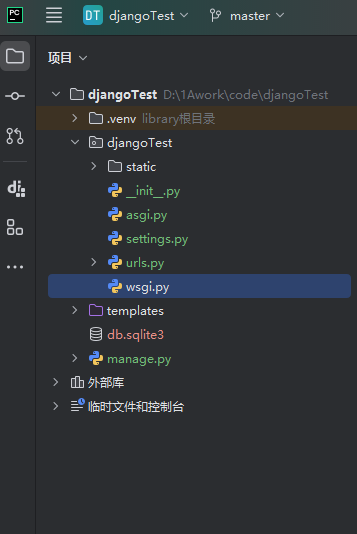 PC DT djangoTest master
项目
djangoTest D:\1Awork\code\djangoTest
.venv library根目录
djangoTest
static
__init__.py
asgi.py
settings.py
urls.py
wsgi.py
templates
db.sqlite3
manage.py
外部库
临时文件和控制台
dj